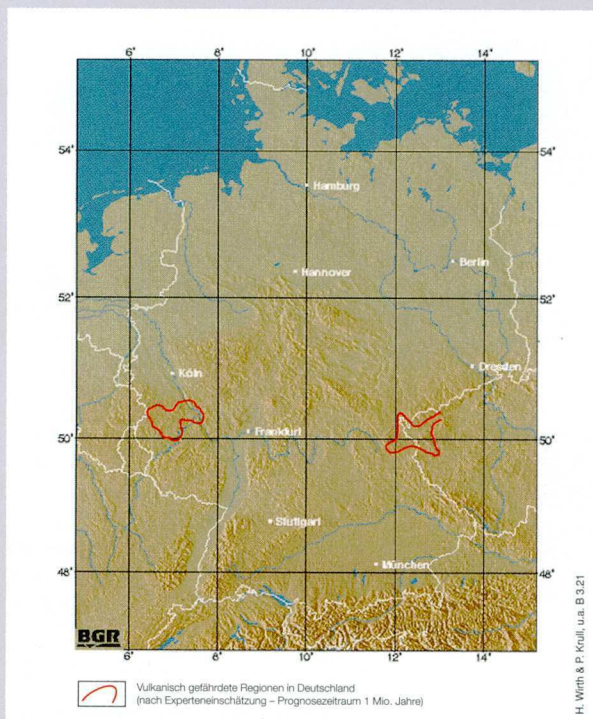 6° 8° 10° 12° 14°
54°
Hamburg
Berlin
Hannover
52° 52°
Dresden
Köln
50° Frankfurt 50°
Stuttgart
München
48° 48°
BGR
6° 8° 10° 12° 14°
Vulkanisch gefährdete Regionen in Deutschland
(nach Experteneinschätzung – Prognosezeitraum 1 Mio. Jahre)
H. Wirth & P. Krull, u.a. B 3.21
54°